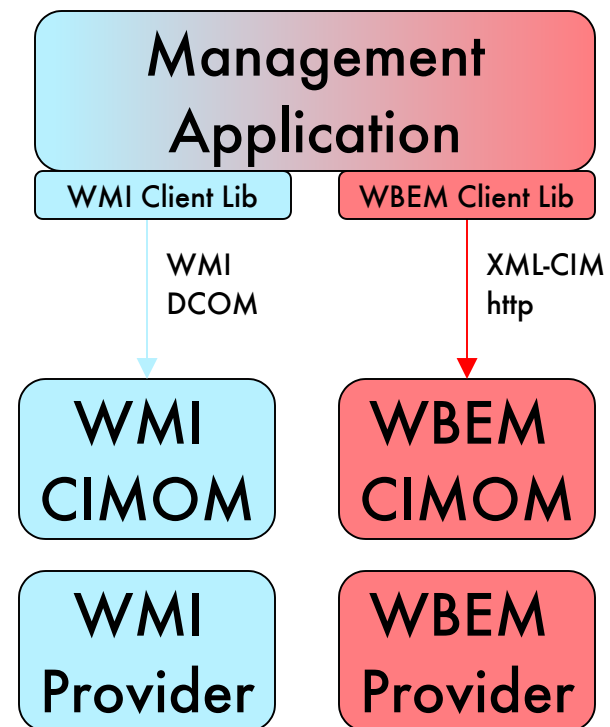 Management
Application
WMI Client Lib
WBEM Client Lib
WMI
DCOM
XML-CIM
http
WMI
CIMOM
WBEM
CIMOM
WMI
Provider
WBEM
Provider